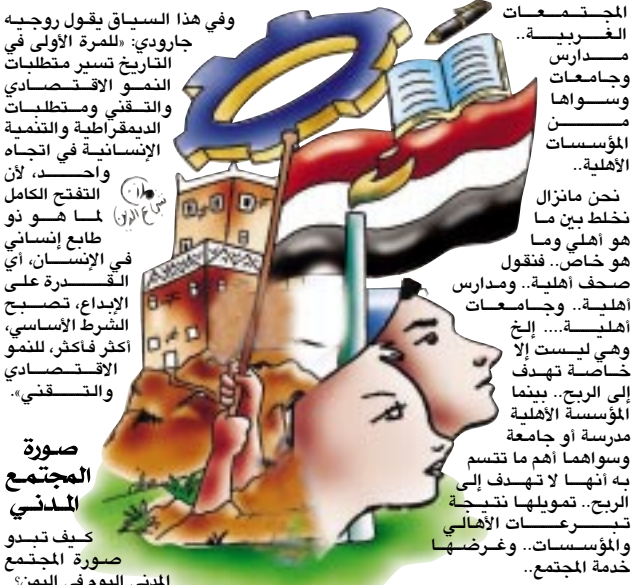 المجتمعات
الغربية..
مدارس
وجامعات
وسواها
من
المؤسسات
الأهلية..
نحن مانزال
نخلط بين ما
هو أهلي وما
هو خاص.. فنقول
صحف أهلية.. ومدارس
أهلية.. وجامعات
أهلية.... إلخ
وهي ليست إلا
خاصة تهدف
إلى الربح.. بينما
المؤسسة الأهلية
مدرسة أو جامعة
وسواهما أهم ما تتسم
به أنها لا تهدف إلى
الربح.. تمويلها نتيجة
تبرعات الأهالي
والمؤسسات.. وغرضها
خدمة المجتمع..
وفي هذا السياق يقول روجيه
جارودي: «للمرة الأولى في
التاريخ تسير متطلبات
النمو الاقتصادي
والتقني ومتطلبات
الديمقراطية والتنمية
الإنسانية في اتجاه
واحد، لأن
التفتح الكامل
لما هو ذو
طابع إنساني
في الإنسان، أي
القدرة على
الإبداع، تصبح
الشرط الأساسي،
أكثر فأكثر، للنمو
الاقتصادي
والتقني».
صورة
المجتمع
المدني
كيف تبدو
صورة المجتمع
المدني اليوم في اليمن؟